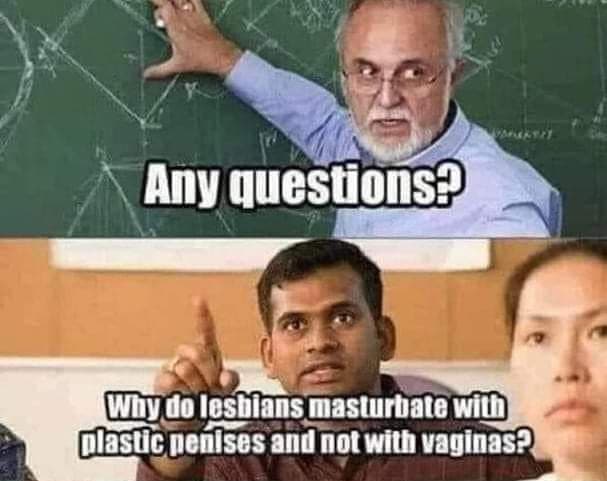 Any questions?
Why do lesbians masturbate with
plastic penises and not with vaginas?